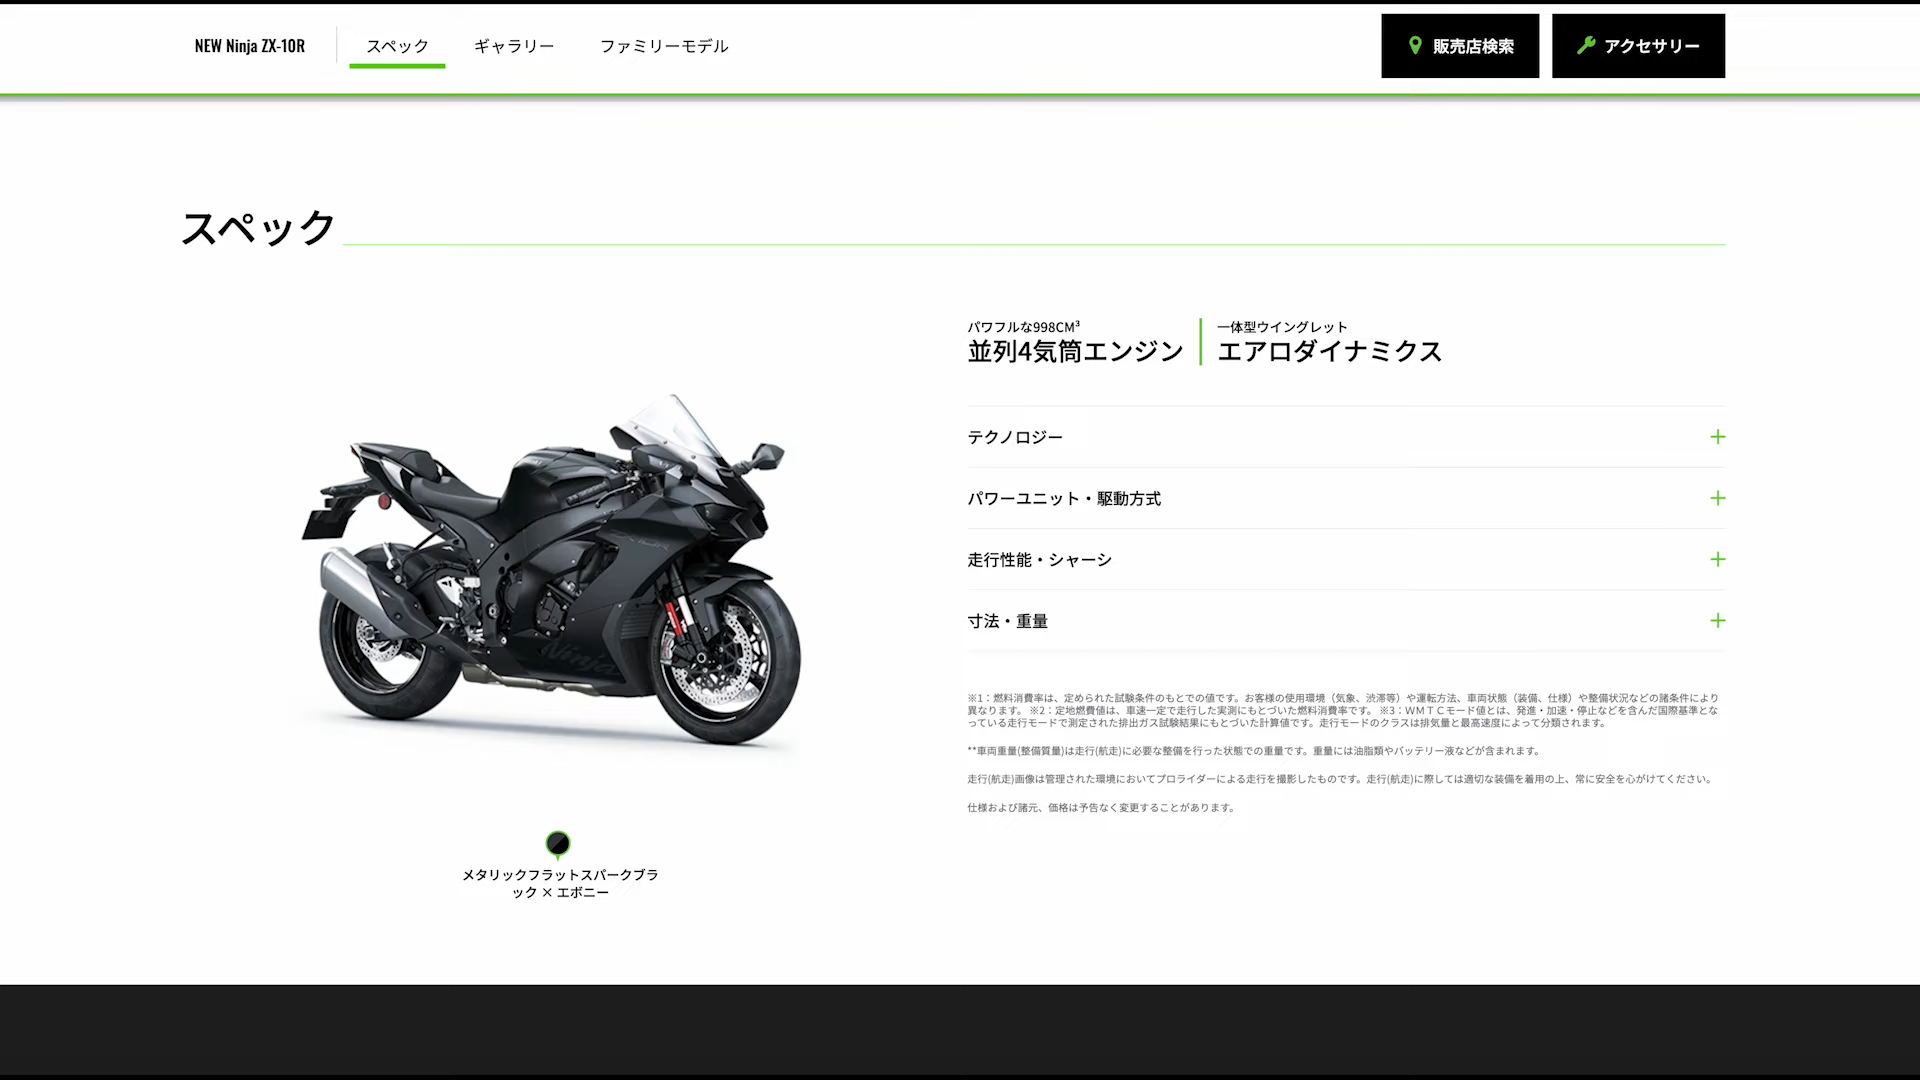 NEW Ninja ZX-10R
スペック
ギャラリー
ファミリーモデル
販売店検索
アクセサリー
スペック
パワフルな998CM³
並列4気筒エンジン
一体型ウイングレット
エアロダイナミクス
テクノロジー
パワーユニット・駆動方式
走行性能・シャーシ
寸法・重量
※1：燃料消費率は、定められた試験条件のもとでの値です。お客様の使用環境（気象、渋滞等）や運転方法、車両状態（装備、仕様）や整備状況などの諸条件により
異なります。 ※2：定地燃費値は、車速一定で走行した実測にもとづいた燃料消費率です。 ※3：ＷＭＴＣモード値とは、発進・加速・停止などを含んだ国際基準とな
っている走行モードで測定された排出ガス試験結果にもとづいた計算値です。走行モードのクラスは排気量と最高速度によって分類されます。
**車両重量(整備質量)は走行(航走)に必要な整備を行った状態での重量です。重量には油脂類やバッテリー液などが含まれます。
走行(航走)画像は管理された環境においてプロライダーによる走行を撮影したものです。走行(航走)に際しては適切な装備を着用の上、常に安全を心がけてください。
仕様および諸元、価格は予告なく変更することがあります。
Ninja
メタリックフラットスパークブラ
ック × エボニー